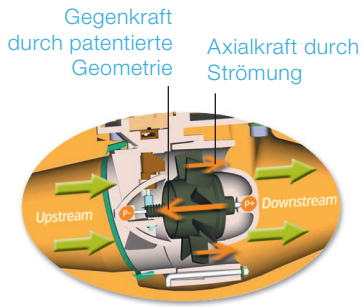 Gegenkraft
durch patentierte
Geometrie
Axialkraft durch
Strömung
Upstream
P-
P+
Downstream